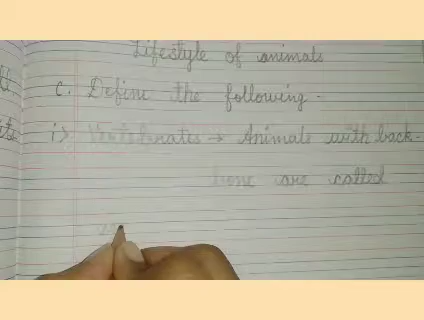 Lifestyle of animals
C. Define the following -
i) Vertebrates → Animals with back-
bone are called